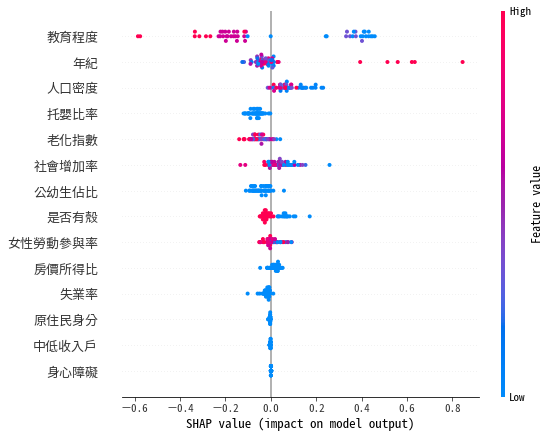 High
教育程度
年紀
人口密度
托嬰比率
老化指數
社會增加率
公幼生佔比
是否有殼
女性勞動參與率
房價所得比
失業率
原住民身分
中低收入戶
身心障礙
Feature value
Low
−0.6 −0.4 −0.2 0.0 0.2 0.4 0.6 0.8
SHAP value (impact on model output)